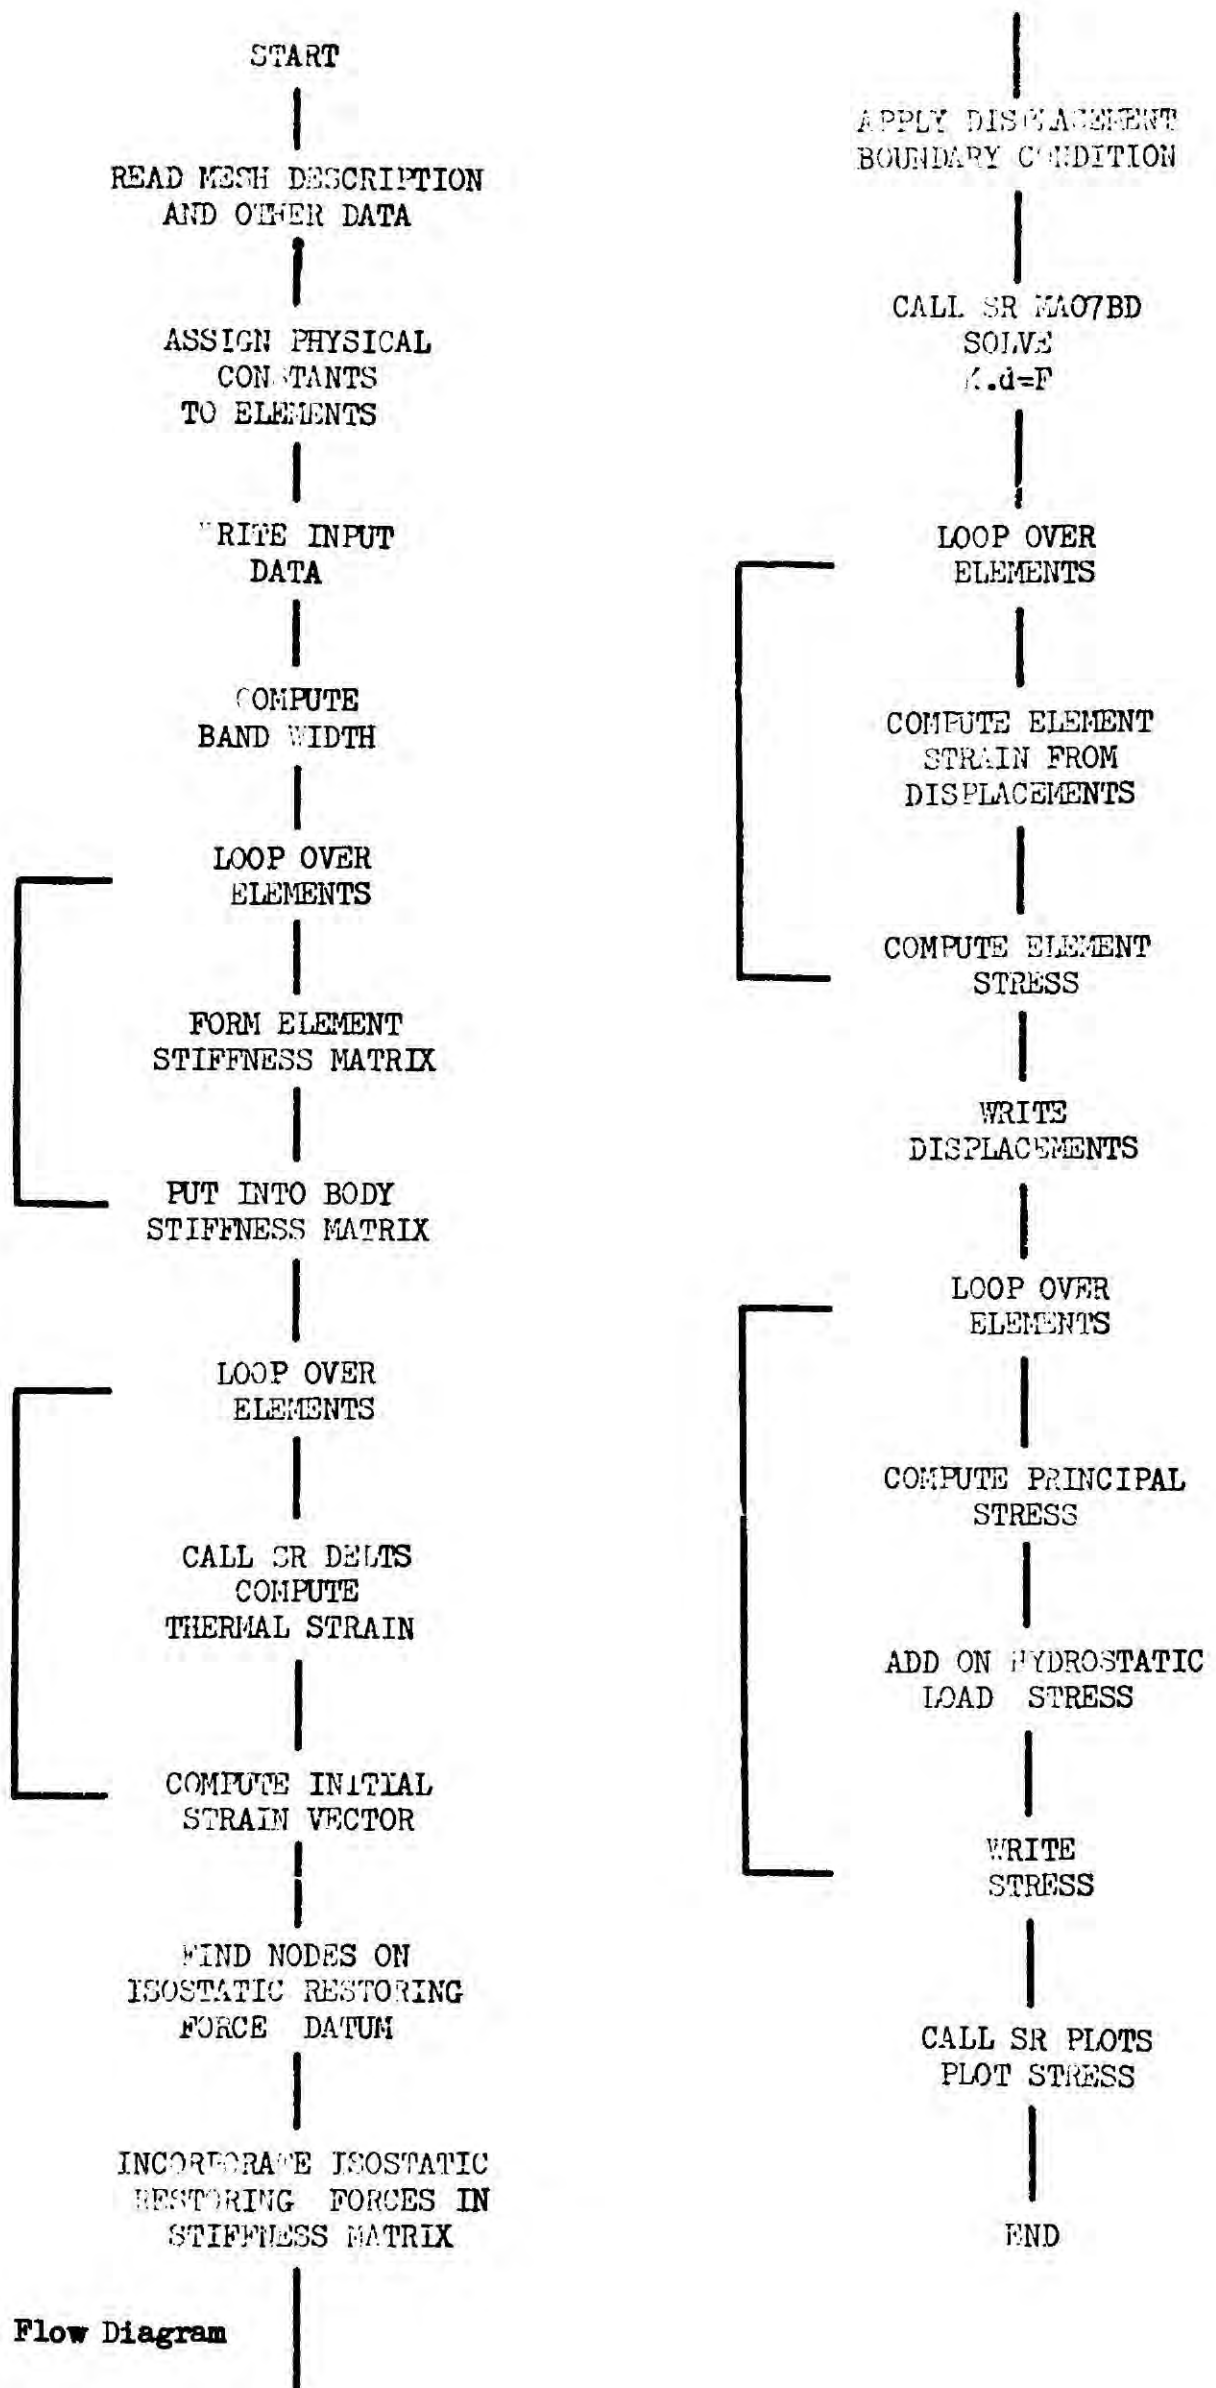 START
READ MESH DESCRIPTION
AND OTHER DATA
ASSIGN PHYSICAL
CONSTANTS
TO ELEMENTS
WRITE INPUT
DATA
COMPUTE
BAND WIDTH
LOOP OVER
ELEMENTS
FORM ELEMENT
STIFFNESS MATRIX
PUT INTO BODY
STIFFNESS MATRIX
LOOP OVER
ELEMENTS
CALL SR DELTS
COMPUTE
THERMAL STRAIN
COMPUTE INITIAL
STRAIN VECTOR
FIND NODES ON
ISOSTATIC RESTORING
FORCE DATUM
INCORPORATE ISOSTATIC
RESTORING FORCES IN
STIFFNESS MATRIX
Flow Diagram
APPLY DISPLACEMENT
BOUNDARY CONDITION
CALL SR MA07BD
SOLVE
K.d=F
LOOP OVER
ELEMENTS
COMPUTE ELEMENT
STRAIN FROM
DISPLACEMENTS
COMPUTE ELEMENT
STRESS
WRITE
DISPLACEMENTS
LOOP OVER
ELEMENTS
COMPUTE PRINCIPAL
STRESS
ADD ON HYDROSTATIC
LOAD STRESS
WRITE
STRESS
CALL SR PLOTS
PLOT STRESS
END